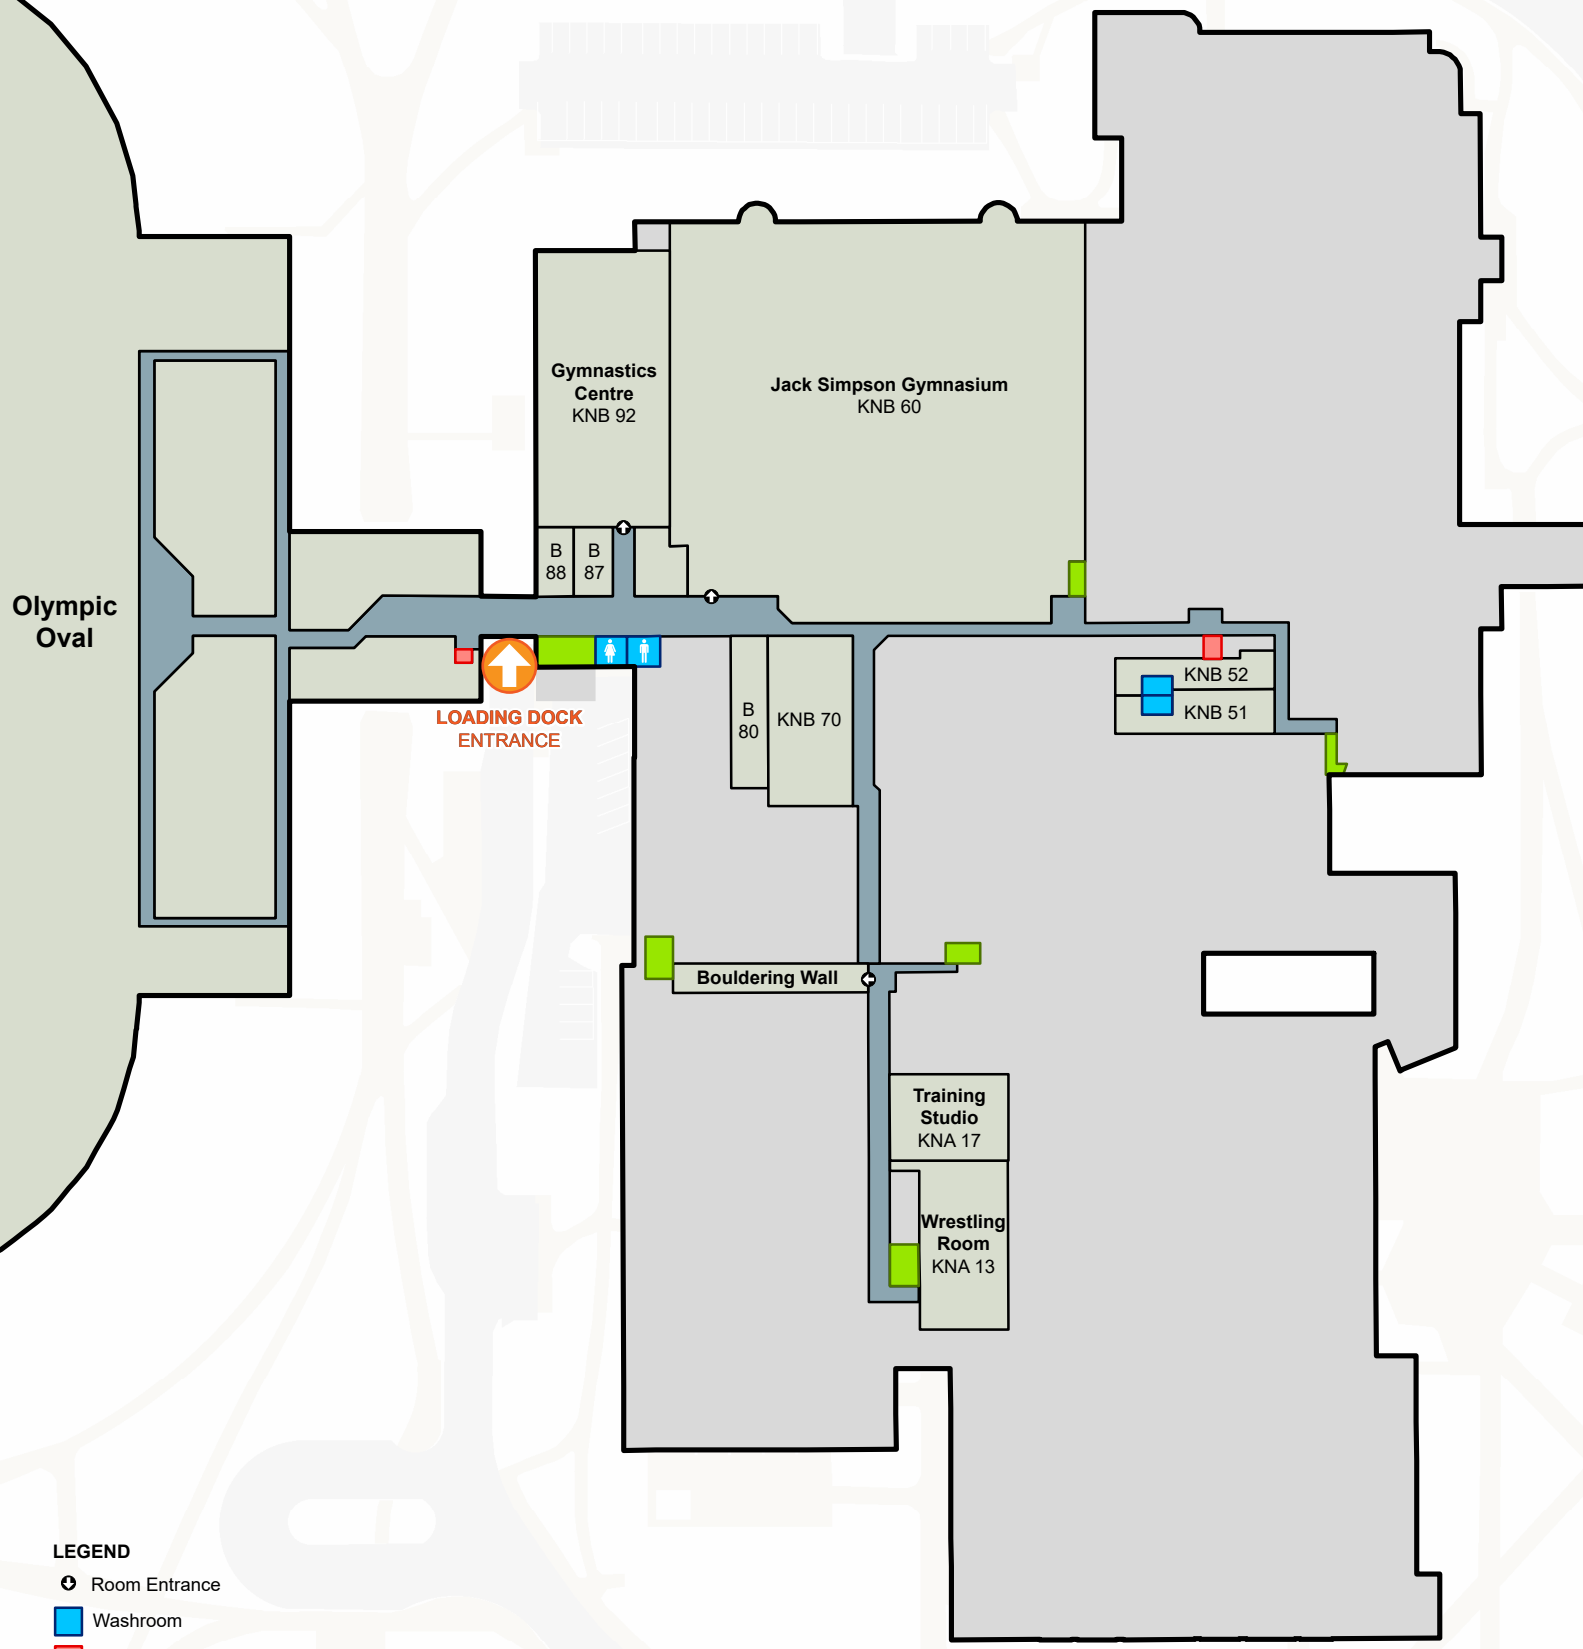 Gymnastics
Centre
KNB 92
Jack Simpson Gymnasium
KNB 60
B
88
B
87
Olympic
Oval
LOADING DOCK
ENTRANCE
B
80
KNB 70
KNB 52
KNB 51
Bouldering Wall
Training
Studio
KNA 17
Wrestling
Room
KNA 13
LEGEND
Room Entrance
Washroom